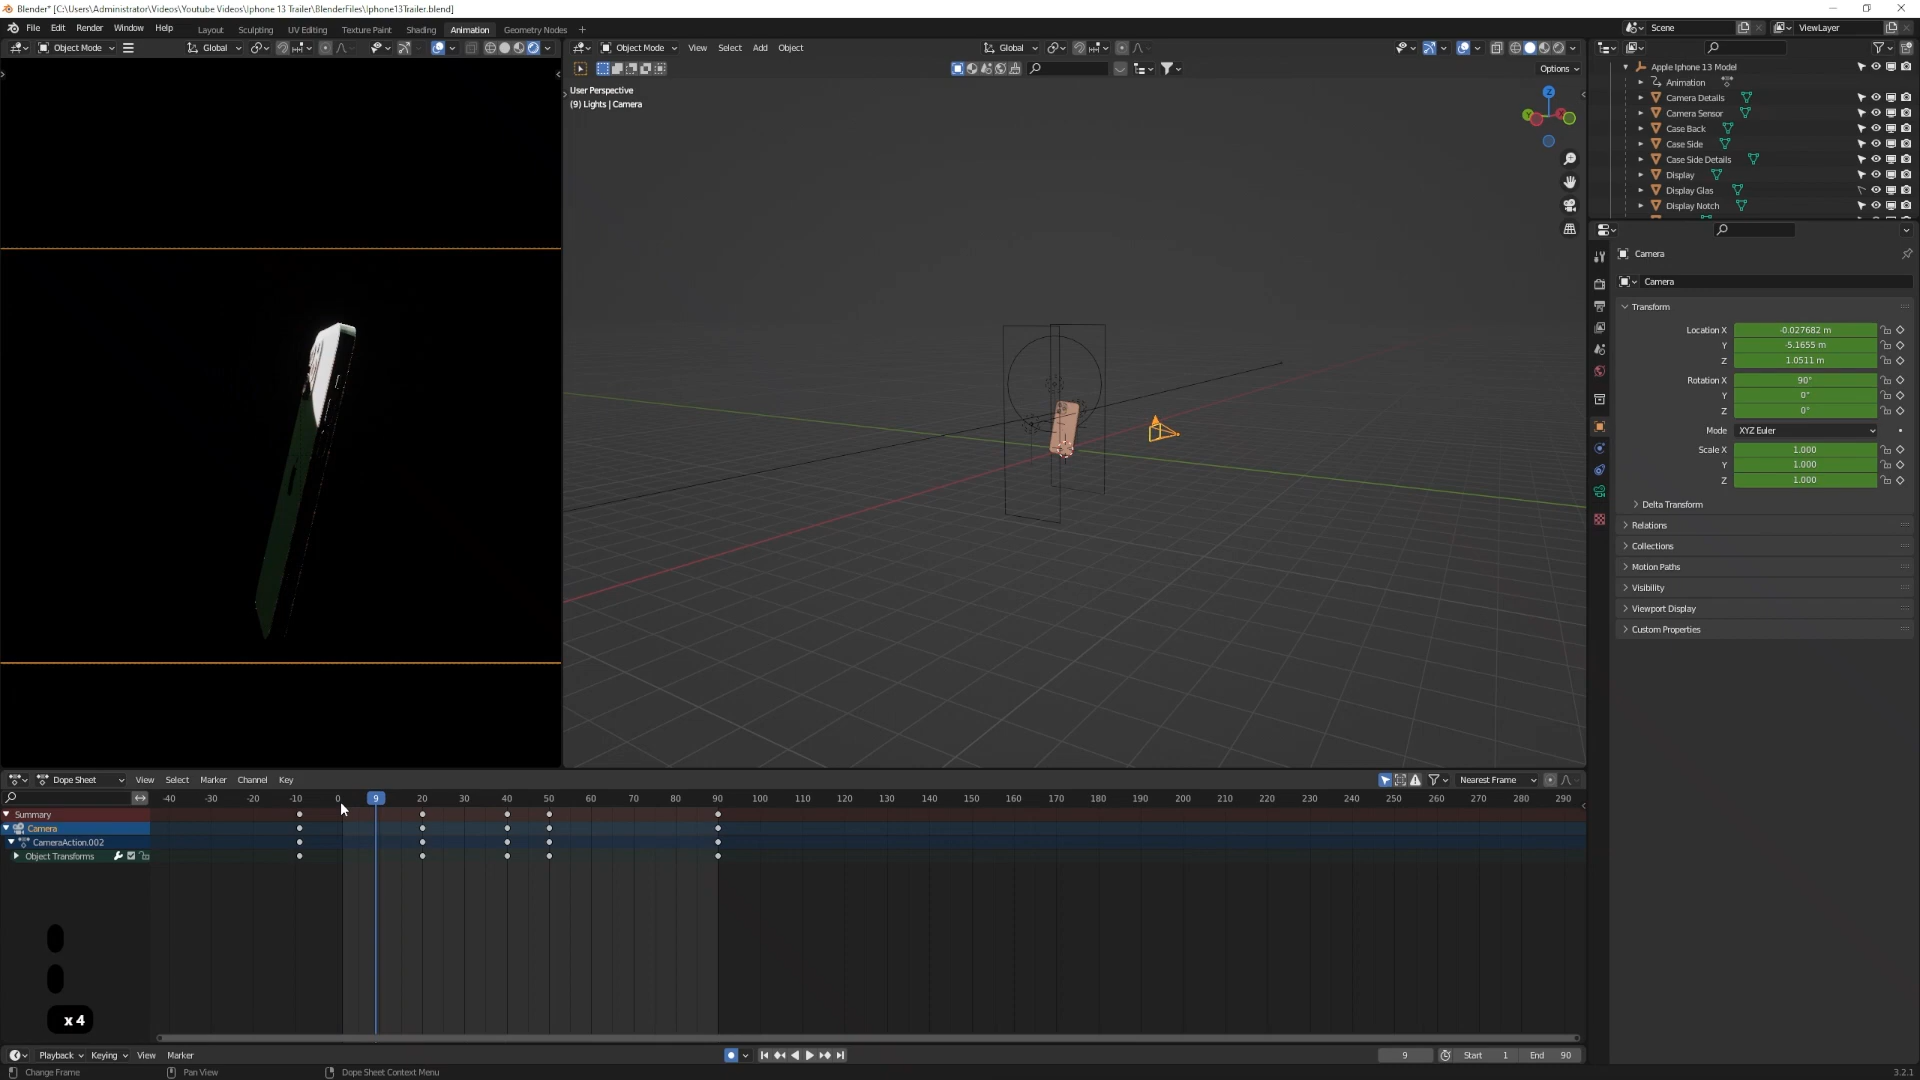 Blender* [C:\Users\Administrator\Videos\Youtube Videos\Iphone 13 Trailer\BlenderFiles\Iphone13Trailer.blend]
File Edit Render Window Help
Layout Sculpting UV Editing Texture Paint Shading Animation Geometry Nodes +
Scene ViewLayer
Object Mode Global
Object Mode View Select Add Object Global
Options
User Perspective
(9) Lights | Camera
Z
Y
Apple Iphone 13 Model
Animation
Camera Details
Camera Sensor
Case Back
Case Side
Case Side Details
Display
Display Glas
Display Notch
Camera
Camera
Transform
Location X -0.027682 m
Y -5.1655 m
Z 1.0511 m
Rotation X 90°
Y 0°
Z 0°
Mode XYZ Euler
Scale X 1.000
Y 1.000
Z 1.000
Delta Transform
Relations
Collections
Motion Paths
Visibility
Viewport Display
Custom Properties
Dope Sheet View Select Marker Channel Key Nearest Frame
-40 -30 -20 -10 0 9 20 30 40 50 60 70 80 90 100 110 120 130 140 150 160 170 180 190 200 210 220 230 240 250 260 270 280 290
Summary
Camera
CameraAction.002
Object Transforms
x 4
Playback Keying View Marker 9 Start 1 End 90
Change Frame Pan View Dope Sheet Context Menu 3.2.1